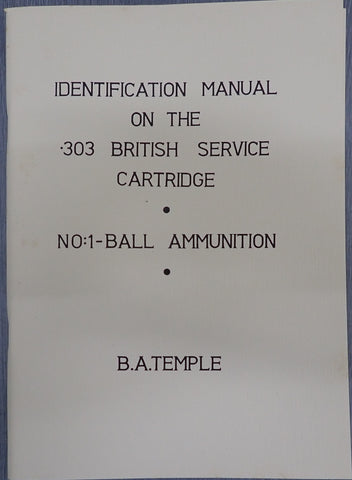 IDENTIFICATION MANUAL
ON THE
·303 BRITISH SERVICE
CARTRIDGE
•
NO:1-BALL AMMUNITION
•
B.A.TEMPLE